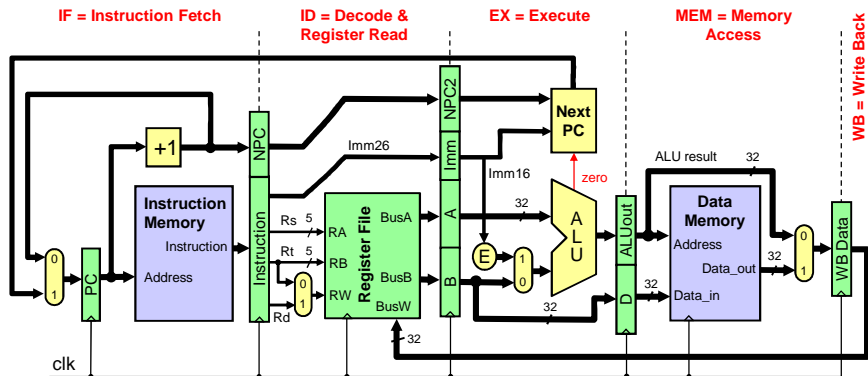 IF = Instruction Fetch
ID = Decode &
Register Read
EX = Execute
MEM = Memory
Access
WB = Write Back
NPC
NPC2
Next
PC
+1
Imm26
Imm
Imm16
zero
ALU result
32
Instruction
Memory
Instruction
Address
PC
0
1
Instruction
Rs
5
Rt
5
Rd
0
1
Register File
RA
RB
RW
BusA
BusB
BusW
A
B
32
E
1
0
A
L
U
ALUout
D
32
32
Data
Memory
Address
Data_out
Data_in
32
0
1
WB Data
32
clk